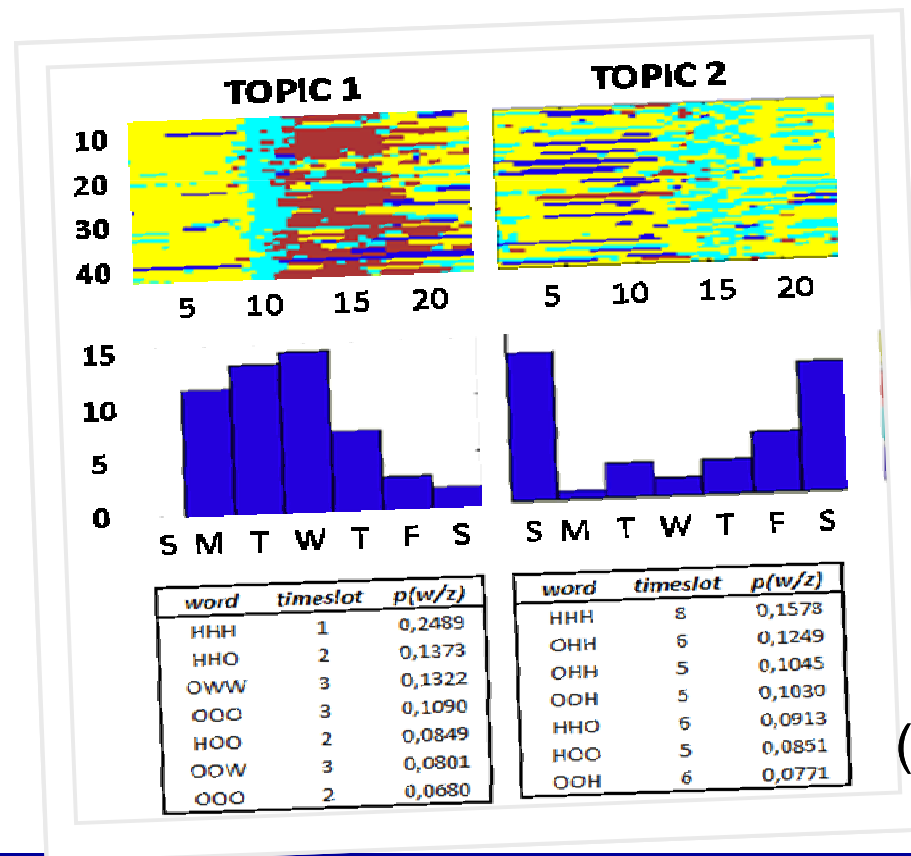 TOPIC 1
TOPIC 2
10
20
30
40
5 10 15 20
5 10 15 20
15
10
5
0
S M T W T F S
S M T W T F S
word timeslot p(w/z)
HHH 1 0,2489
HHO 2 0,1373
OWW 3 0,1322
OOO 3 0,1090
HOO 2 0,0849
OOW 3 0,0801
OOO 2 0,0680
word timeslot p(w/z)
HHH 8 0,1578
OHH 6 0,1249
OHH 5 0,1045
OOH 5 0,1030
HHO 6 0,0913
HOO 5 0,0851
OOH 6 0,0771
(